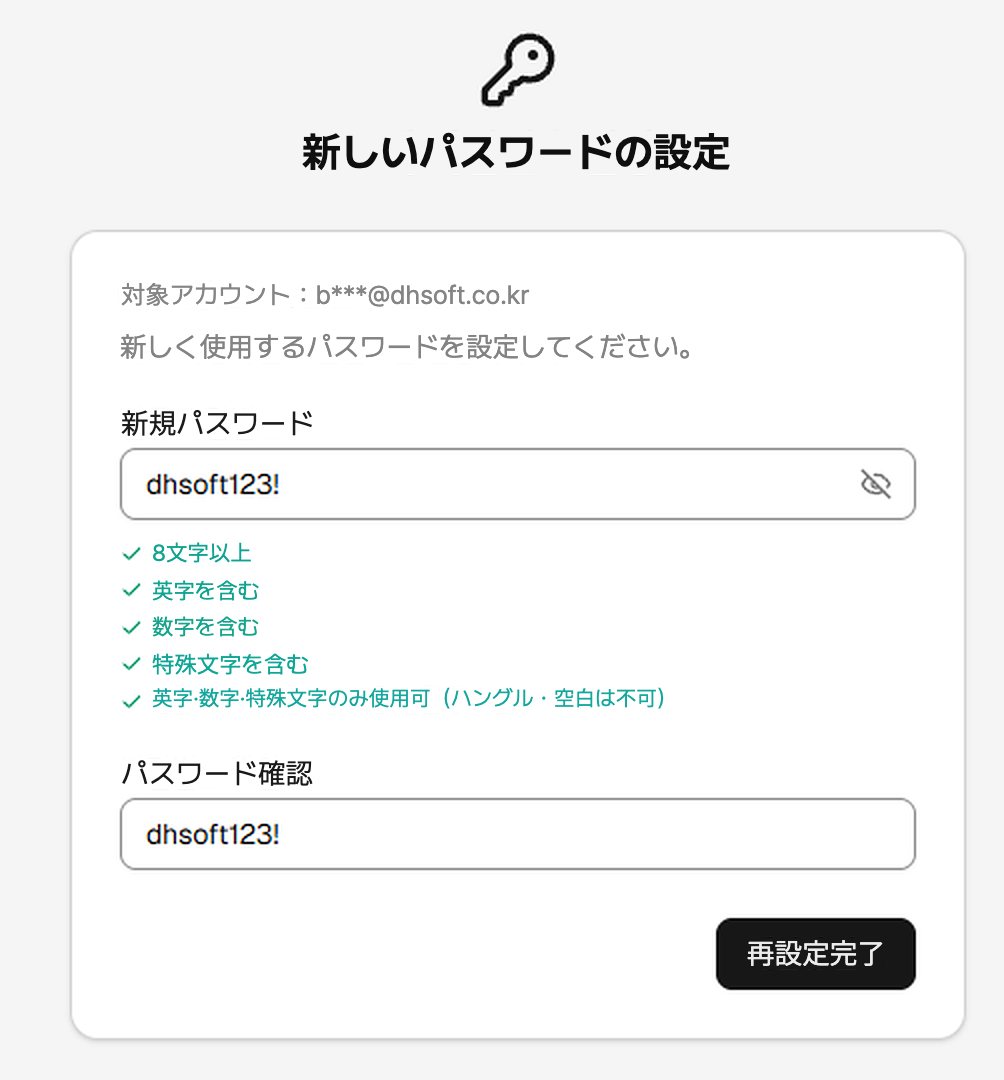 新しいパスワードの設定
対象アカウント：b***@dhsoft.co.kr
新しく使用するパスワードを設定してください。
新規パスワード
dhsoft123!
8文字以上
英字を含む
数字を含む
特殊文字を含む
英字·数字·特殊文字のみ使用可（ハングル・空白は不可）
パスワード確認
dhsoft123!
再設定完了